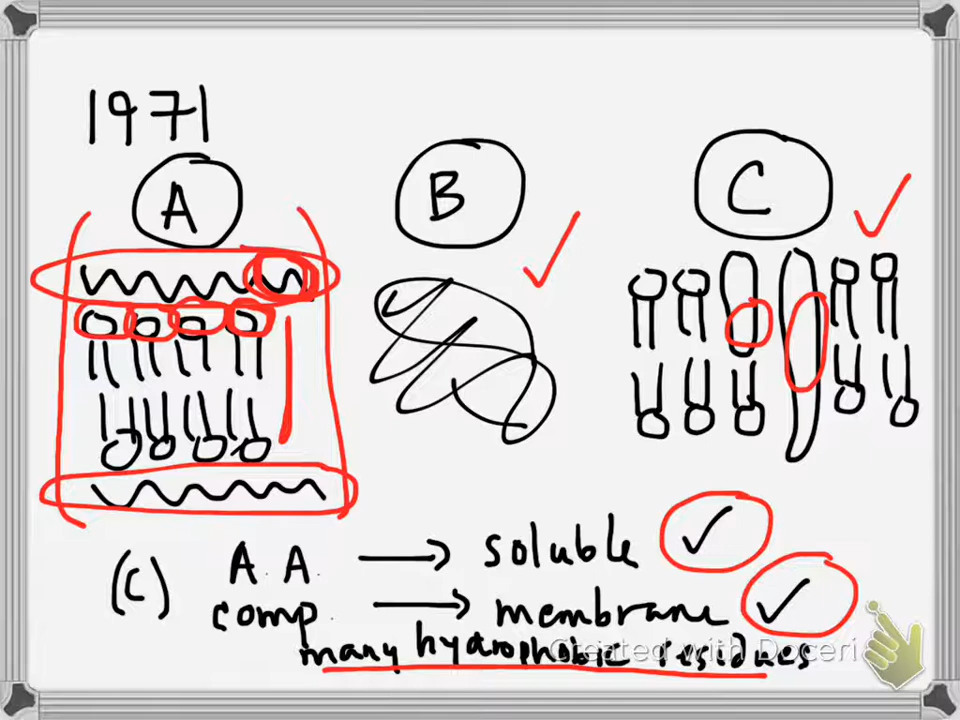 1971
A B C
(C) A. A. → soluble ✓
comp. → membrane ✓
many hydrophobic residues
Created with Doceri